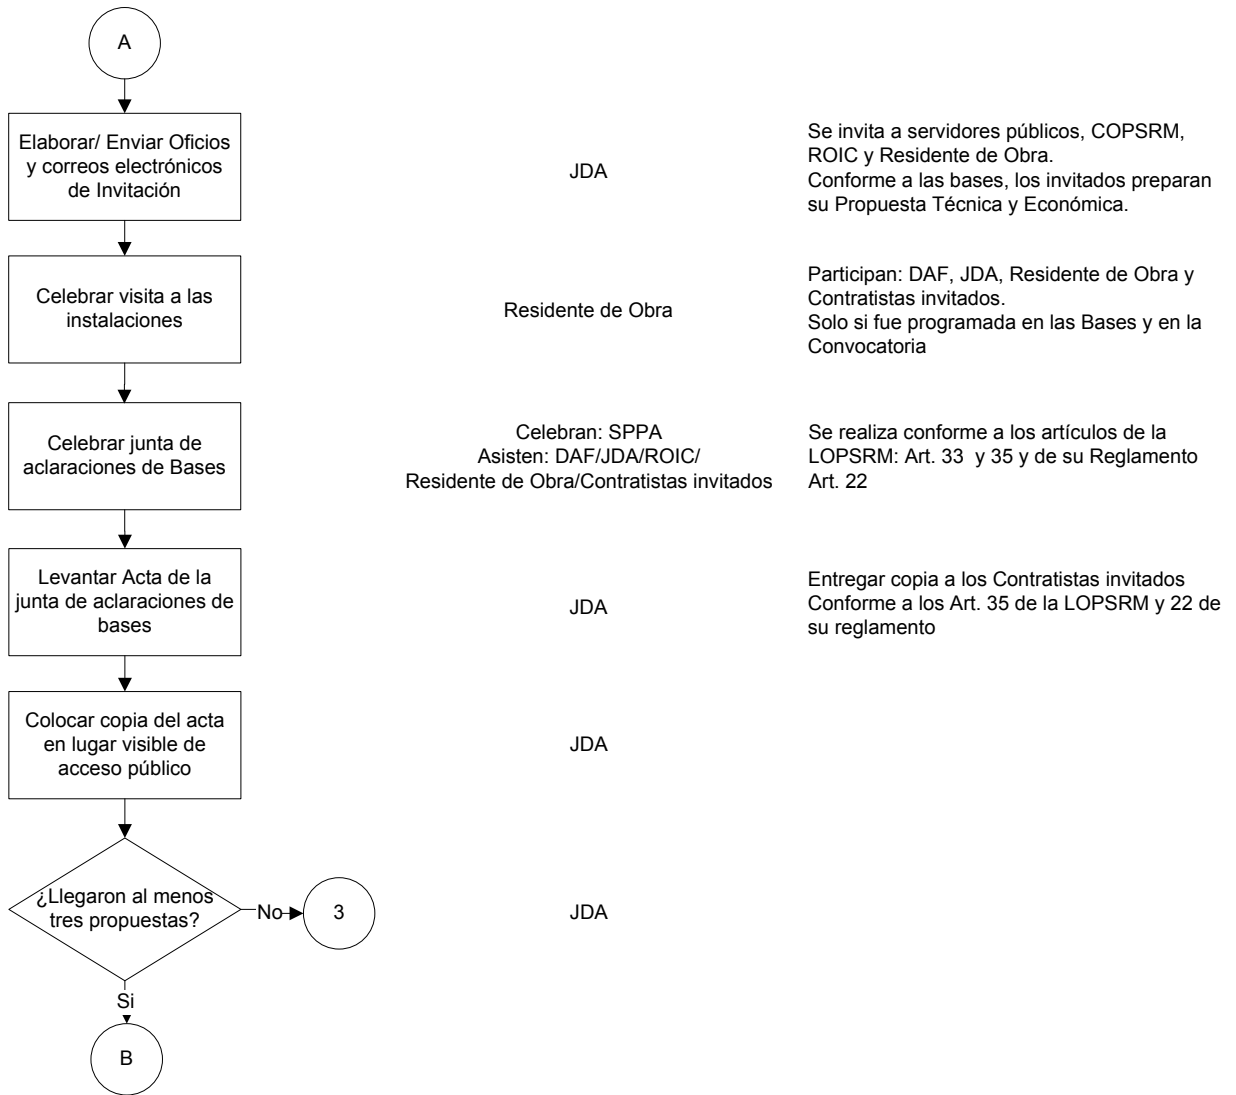 A
Elaborar/ Enviar Oficios
y correos electrónicos
de Invitación
JDA
Se invita a servidores públicos, COPSRM,
ROIC y Residente de Obra.
Conforme a las bases, los invitados preparan
su Propuesta Técnica y Económica.
Celebrar visita a las
instalaciones
Residente de Obra
Participan: DAF, JDA, Residente de Obra y
Contratistas invitados.
Solo si fue programada en las Bases y en la
Convocatoria
Celebrar junta de
aclaraciones de Bases
Celebran: SPPA
Asisten: DAF/JDA/ROIC/
Residente de Obra/Contratistas invitados
Se realiza conforme a los artículos de la
LOPSRM: Art. 33 y 35 y de su Reglamento
Art. 22
Levantar Acta de la
junta de aclaraciones de
bases
JDA
Entregar copia a los Contratistas invitados
Conforme a los Art. 35 de la LOPSRM y 22 de
su reglamento
Colocar copia del acta
en lugar visible de
acceso público
JDA
¿Llegaron al menos
tres propuestas?
No
3
JDA
Si
B